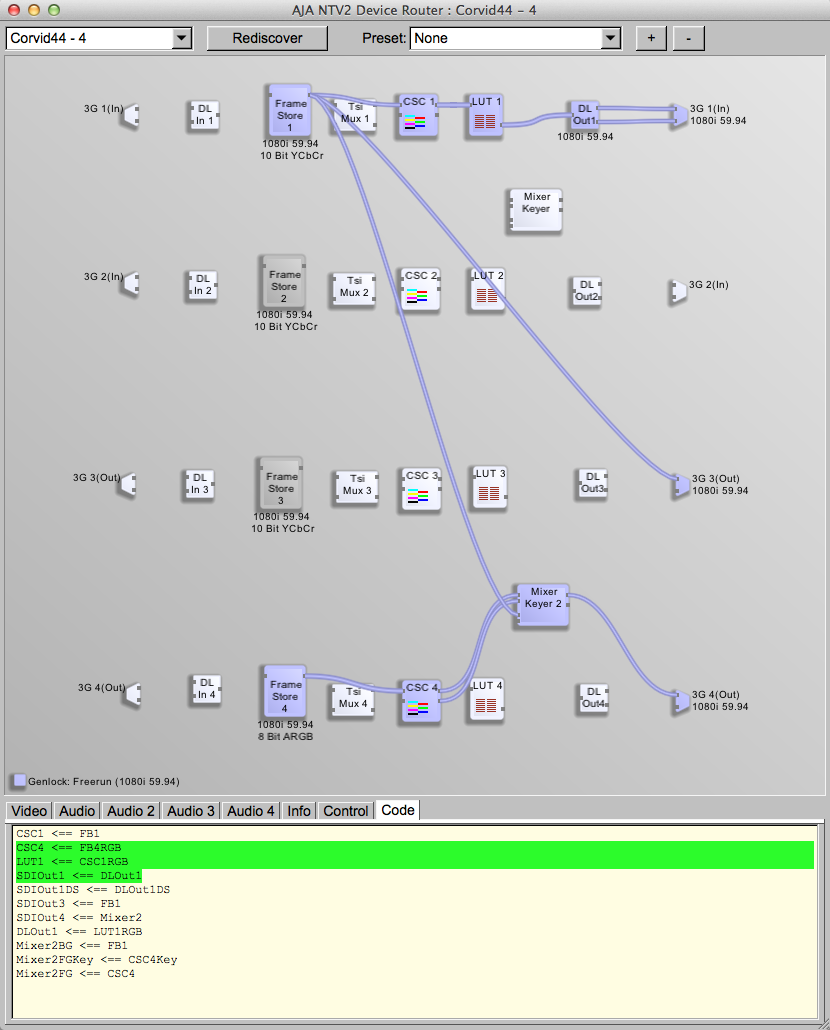 AJA NTV2 Device Router : Corvid44 - 4
Corvid44 - 4
Rediscover
Preset:
None
+
-
3G 1(In)
DL
In 1
Frame
Store
1
1080i 59.94
10 Bit YCbCr
Tsi
Mux 1
CSC 1
LUT 1
DL
Out1
1080i 59.94
3G 1(In)
1080i 59.94
Mixer
Keyer
3G 2(In)
DL
In 2
Frame
Store
2
1080i 59.94
10 Bit YCbCr
Tsi
Mux 2
CSC 2
LUT 2
DL
Out2
3G 2(In)
3G 3(Out)
DL
In 3
Frame
Store
3
1080i 59.94
10 Bit YCbCr
Tsi
Mux 3
CSC 3
LUT 3
DL
Out3
3G 3(Out)
1080i 59.94
Mixer
Keyer 2
3G 4(Out)
DL
In 4
Frame
Store
4
1080i 59.94
8 Bit ARGB
Tsi
Mux 4
CSC 4
LUT 4
DL
Out4
3G 4(Out)
1080i 59.94
Genlock: Freerun (1080i 59.94)
Video Audio Audio 2 Audio 3 Audio 4 Info Control Code
CSC1 <== FB1
CSC4 <== FB4RGB
LUT1 <== CSC1RGB
SDIOut1 <== DLOut1
SDIOut1DS <== DLOut1DS
SDIOut3 <== FB1
SDIOut4 <== Mixer2
DLOut1 <== LUT1RGB
Mixer2BG <== FB1
Mixer2FGKey <== CSC4Key
Mixer2FG <== CSC4